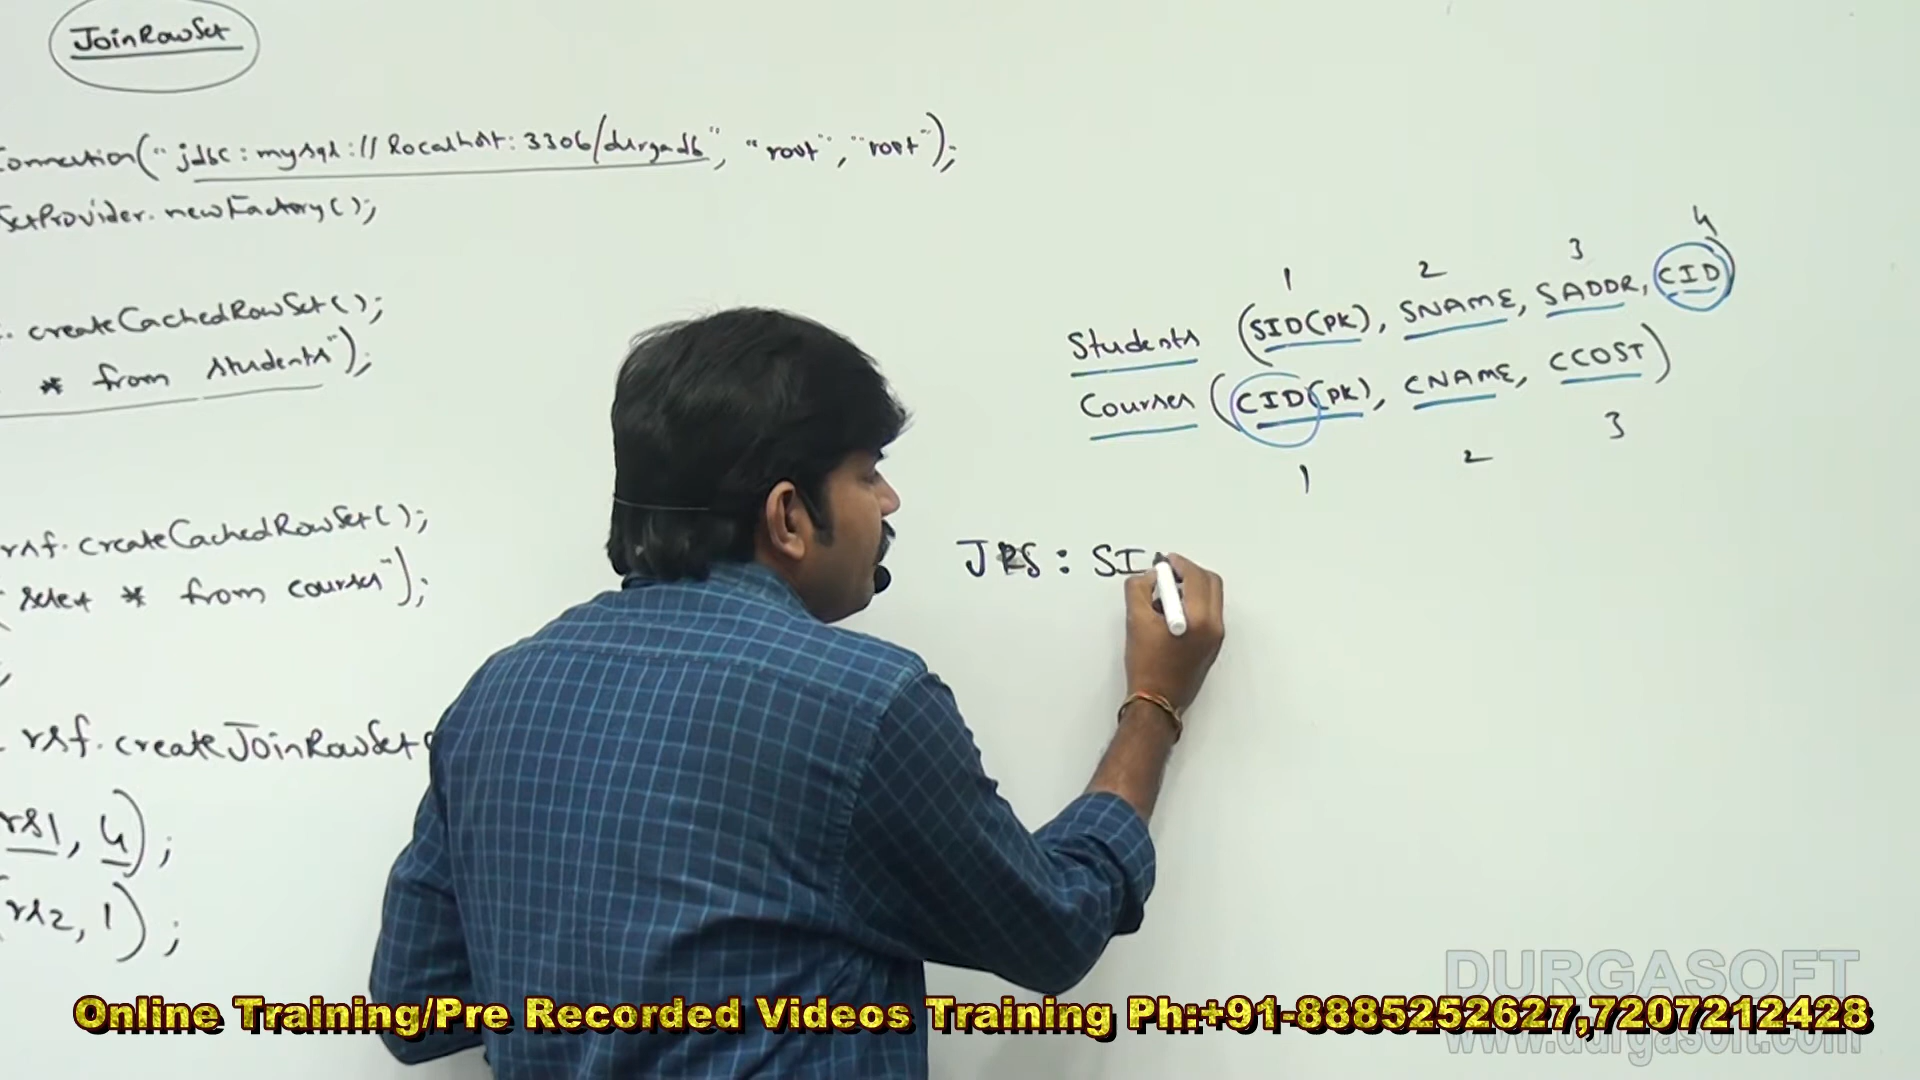 JoinRowSet
Connection("jdbc:mysql://localhost:3306/durgadb", "root", "root");
SetProvider.newFactory();
. createCachedRowSet();
* from students");
rsf.createCachedRowSet();
select * from courses");
rsf.createJoinRowSet(
rs1, 4);
(rs2, 1);
1 2 3 4
Students (SID(PK), SNAME, SADDR, CID)
Courses (CID(PK), CNAME, CCOST)
1 2 3
JRS : SI
DURGASOFT
Online Training/Pre Recorded Videos Training Ph:+91-8885252627,7207212428
www.durgasoft.com